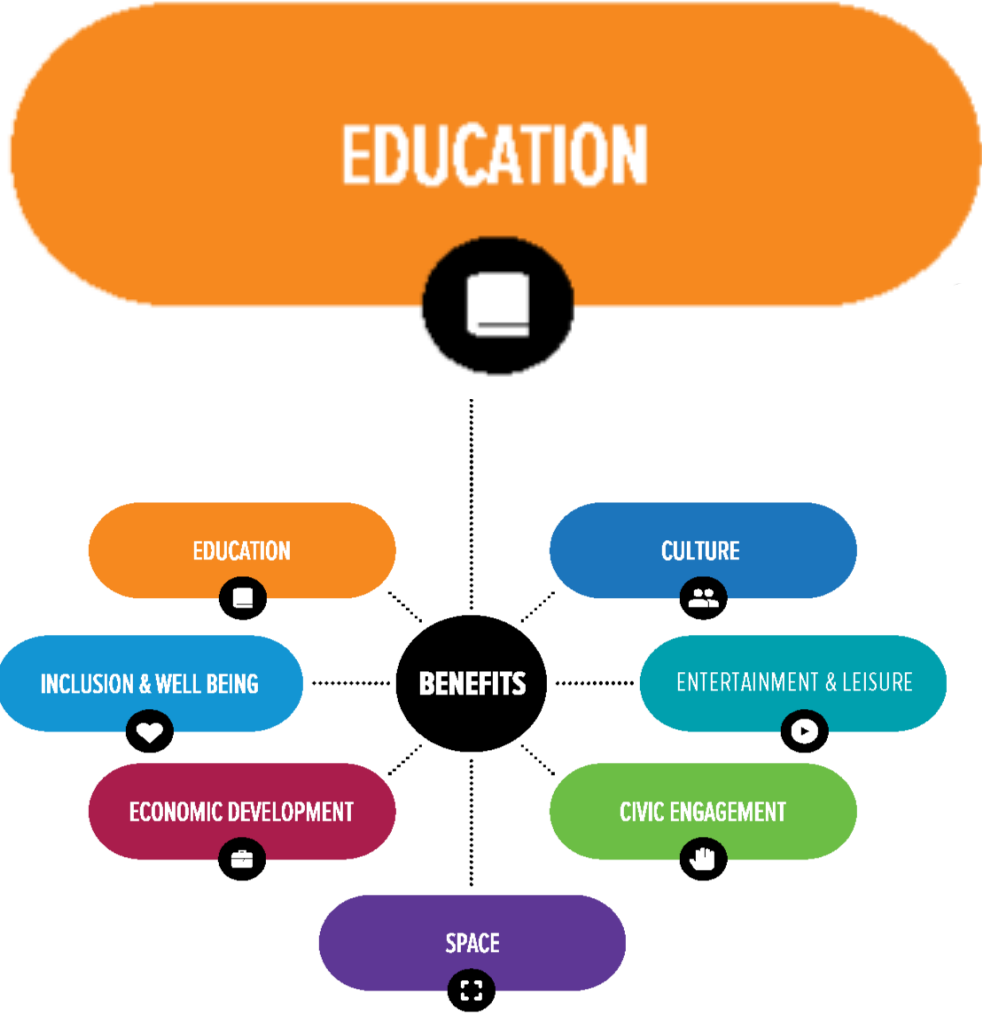 EDUCATION
EDUCATION
CULTURE
INCLUSION & WELL BEING
BENEFITS
ENTERTAINMENT & LEISURE
ECONOMIC DEVELOPMENT
CIVIC ENGAGEMENT
SPACE